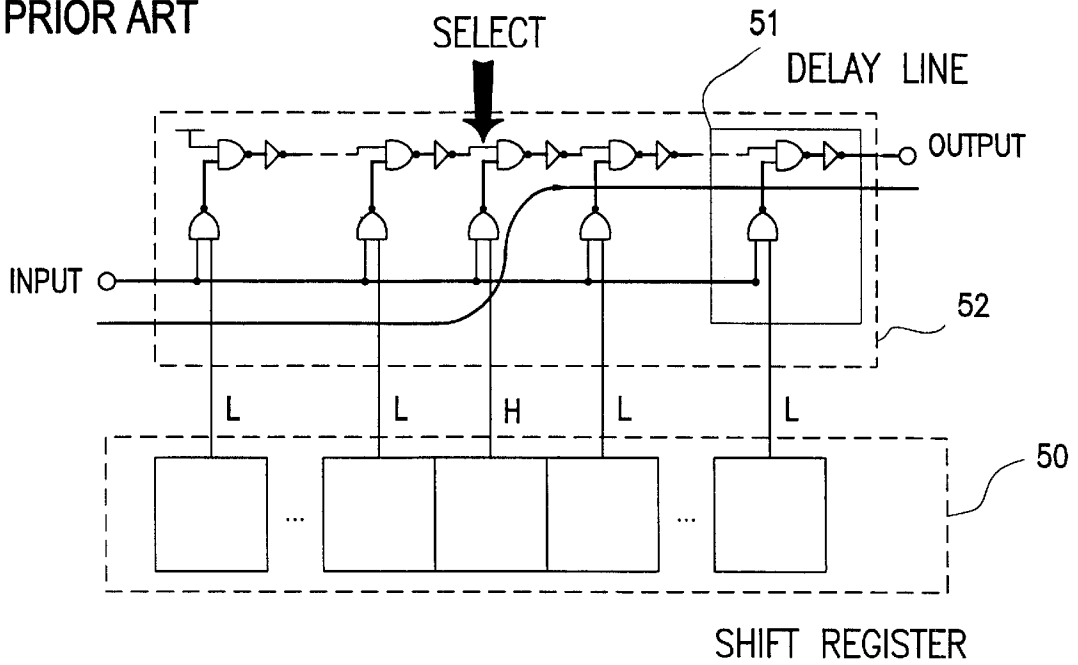 PRIOR ART
SELECT
51
DELAY LINE
OUTPUT
INPUT
52
L L H L L
50
... ...
SHIFT REGISTER